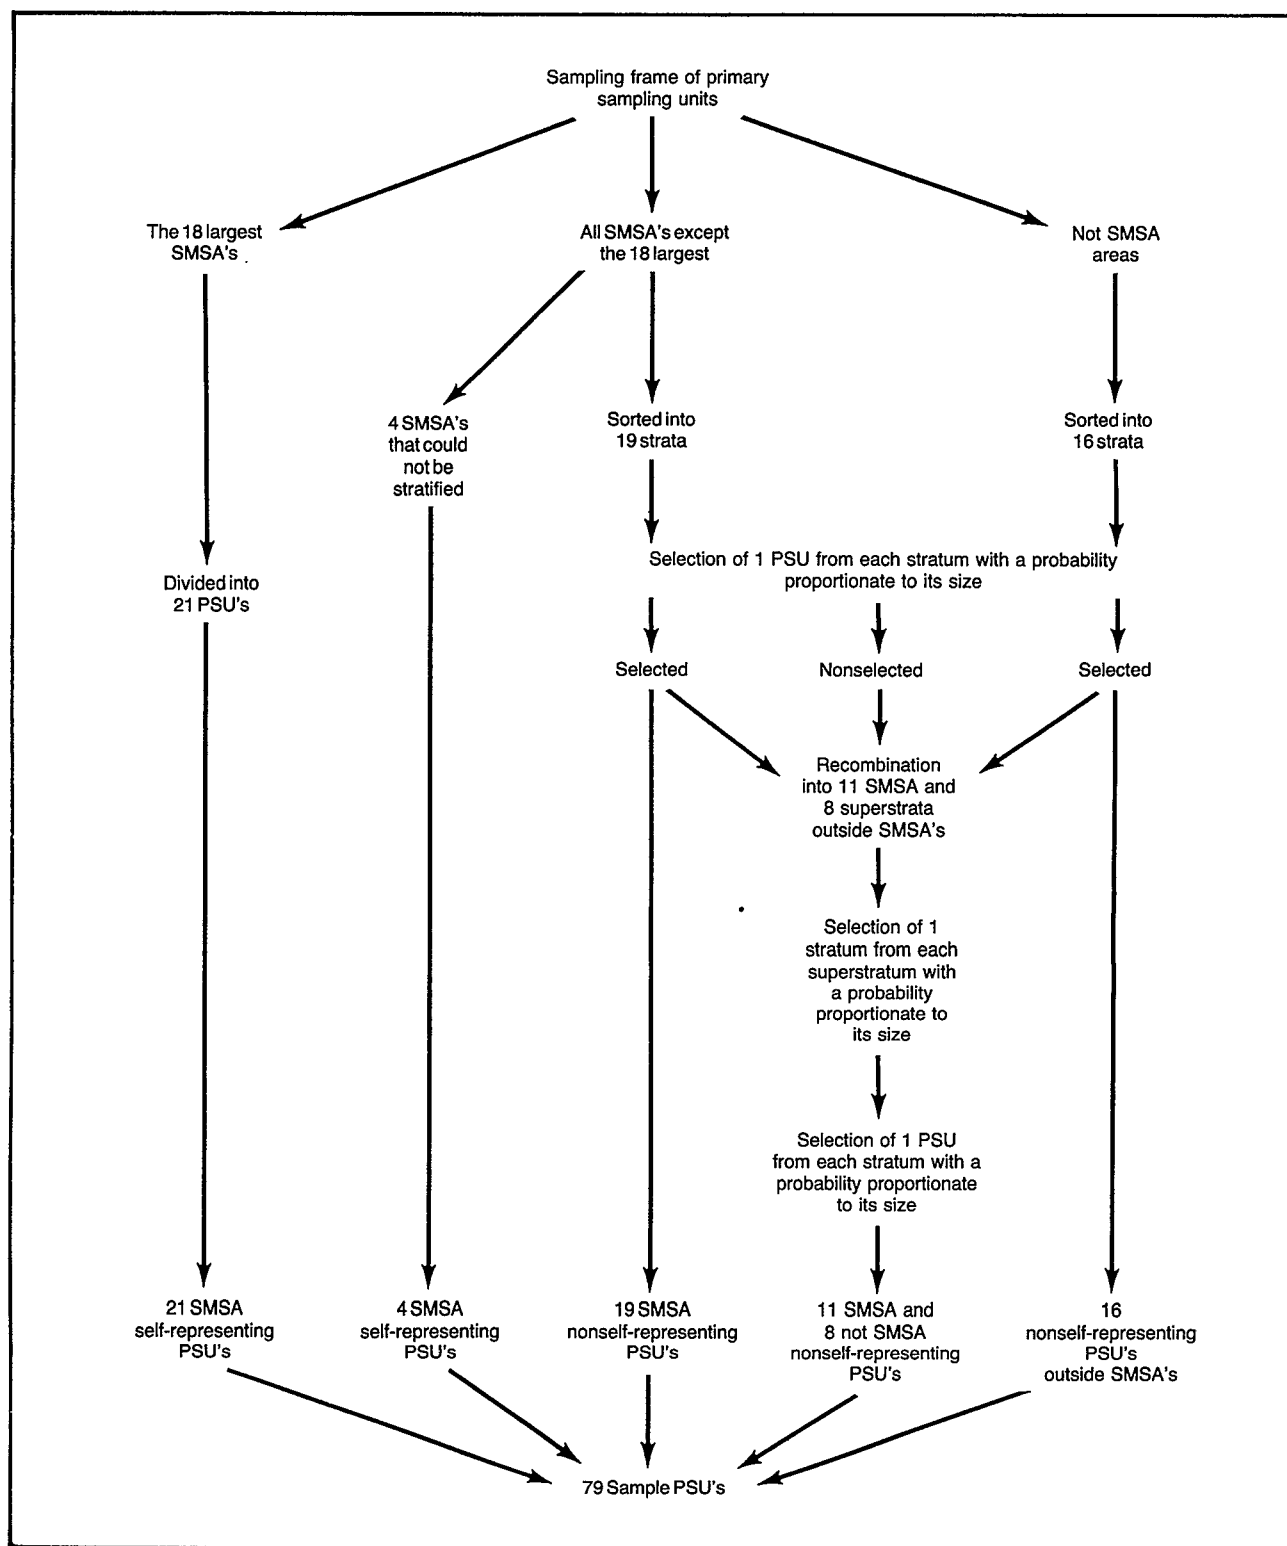 Sampling frame of primary
sampling units
The 18 largest
SMSA's
All SMSA's except
the 18 largest
Not SMSA
areas
4 SMSA's
that could
not be
stratified
Sorted into
19 strata
Sorted into
16 strata
Selection of 1 PSU from each stratum with a probability
proportionate to its size
Divided into
21 PSU's
Selected
Nonselected
Selected
Recombination
into 11 SMSA and
8 superstrata
outside SMSA's
Selection of 1
stratum from each
superstratum with
a probability
proportionate to
its size
Selection of 1 PSU
from each stratum with a
probability proportionate
to its size
21 SMSA
self-representing
PSU's
4 SMSA
self-representing
PSU's
19 SMSA
nonself-representing
PSU's
11 SMSA and
8 not SMSA
nonself-representing
PSU's
16
nonself-representing
PSU's
outside SMSA's
79 Sample PSU's